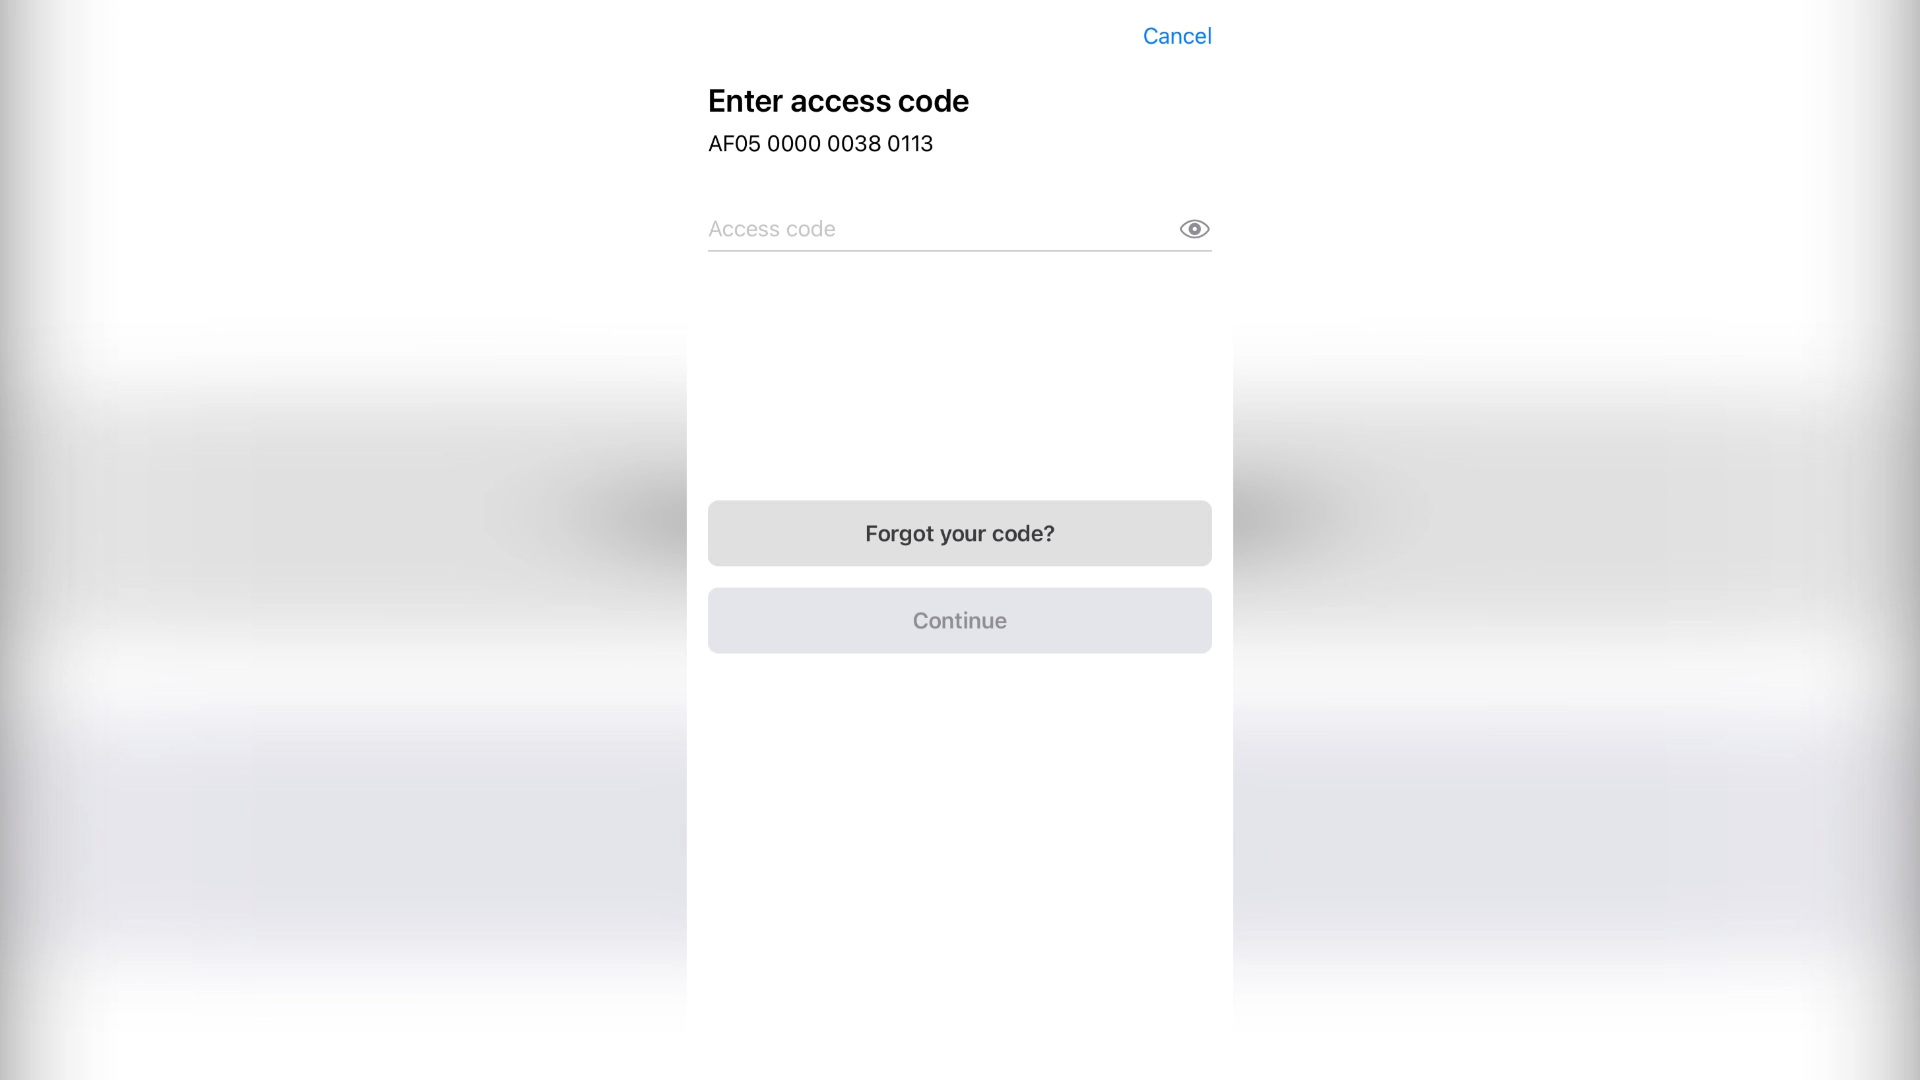 Cancel
Enter access code
AF05 0000 0038 0113
Access code
Forgot your code?
Continue